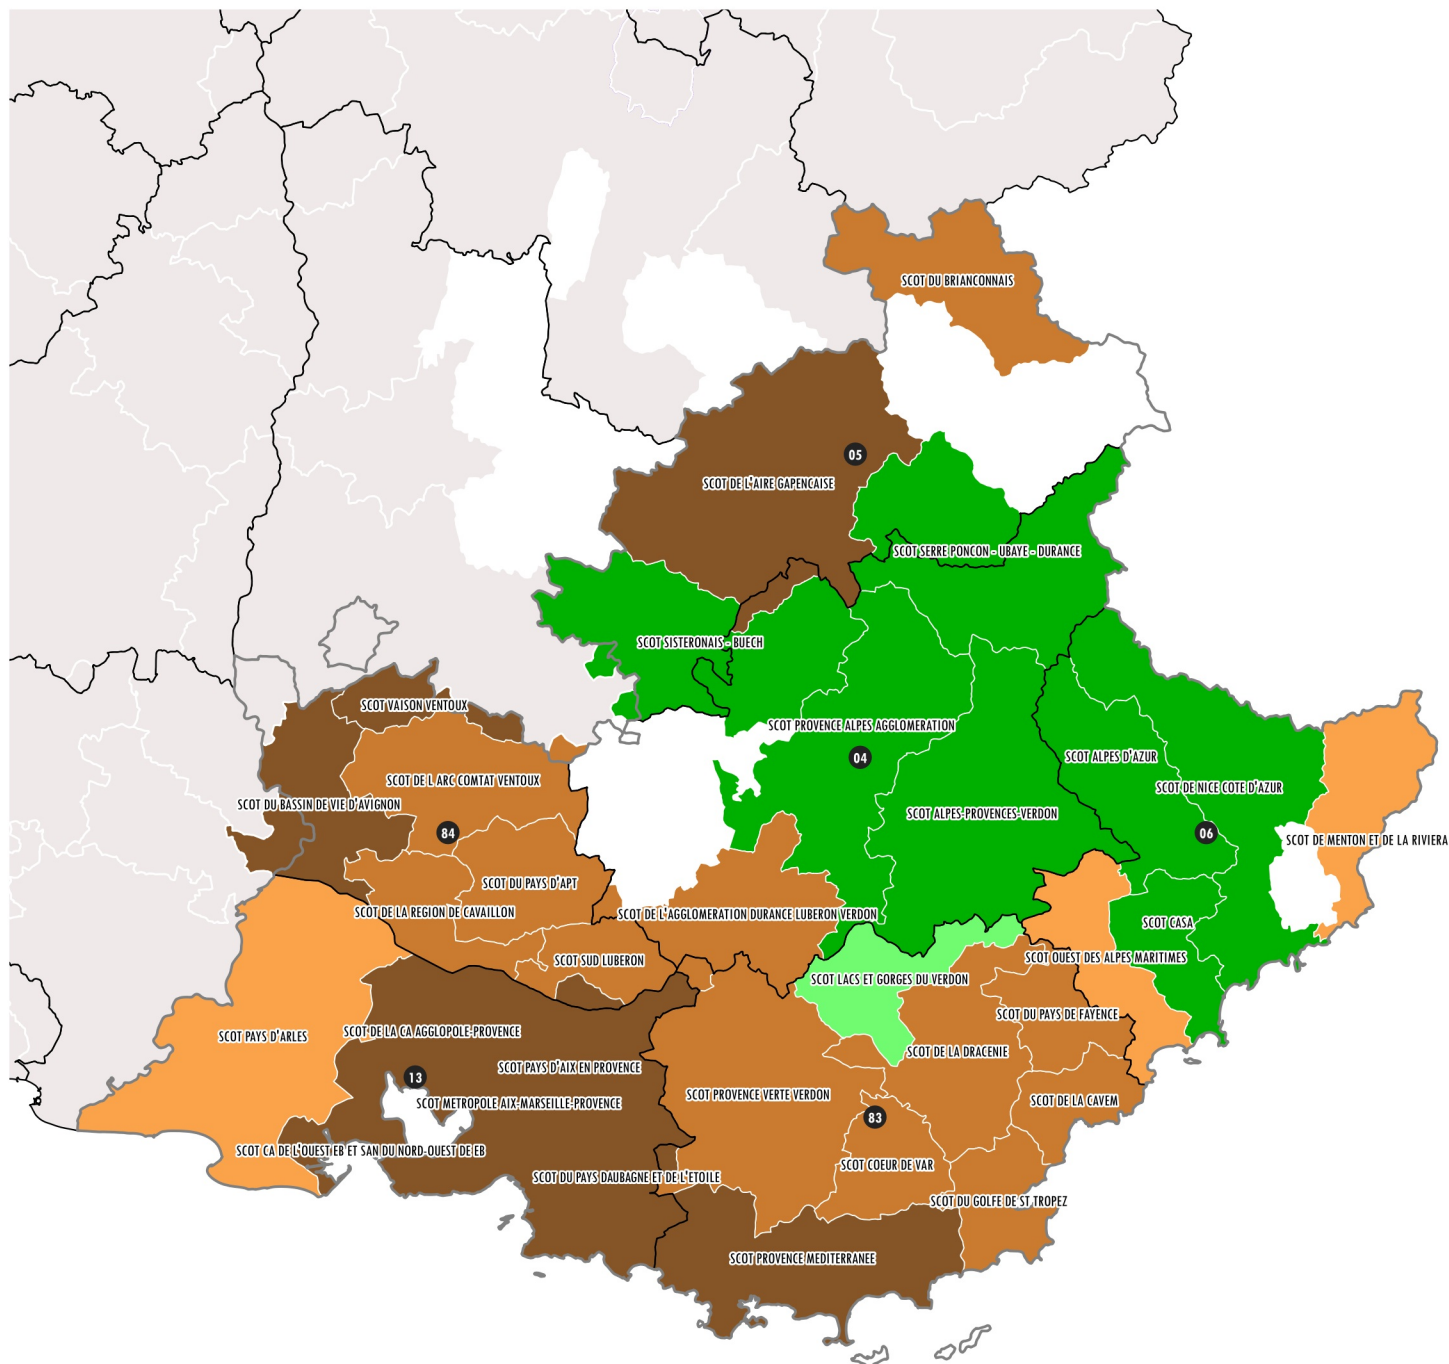 SCOT DU BRIANCONNAIS
05
SCOT DE L'AIRE GAPENCAISE
SCOT SERRE PONCON - UBAYE - DURANCE
SCOT SISTERONAIS - BUECH
SCOT VAISON VENTOUX
SCOT PROVENCE ALPES AGGLOMERATION
04
SCOT ALPES D'AZUR
SCOT DE NICE COTE D'AZUR
SCOT DE L ARC COMTAT VENTOUX
SCOT DU BASSIN DE VIE D'AVIGNON
84
SCOT ALPES-PROVENCES-VERDON
06
SCOT DE MENTON ET DE LA RIVIERA
SCOT DU PAYS D'APT
SCOT DE LA REGION DE CAVAILLON
SCOT DE L'AGGLOMERATION DURANCE LUBERON VERDON
SCOT CASA
SCOT SUD LUBERON
SCOT OUEST DES ALPES MARITIMES
SCOT LACS ET GORGES DU VERDON
SCOT PAYS D'ARLES
SCOT DE LA CA AGGLOPOLE-PROVENCE
SCOT DU PAYS DE FAYENCE
SCOT DE LA DRACENIE
SCOT PAYS D'AIX EN PROVENCE
13
SCOT METROPOLE AIX-MARSEILLE-PROVENCE
SCOT PROVENCE VERTE VERDON
SCOT DE LA CAVEM
83
SCOT CA DE L'OUEST EB ET SAN DU NORD-OUEST DE EB
SCOT COEUR DE VAR
SCOT DU PAYS DAUBAGNE ET DE L'ETOILE
SCOT DU GOLFE DE ST TROPEZ
SCOT PROVENCE MEDITERRANEE